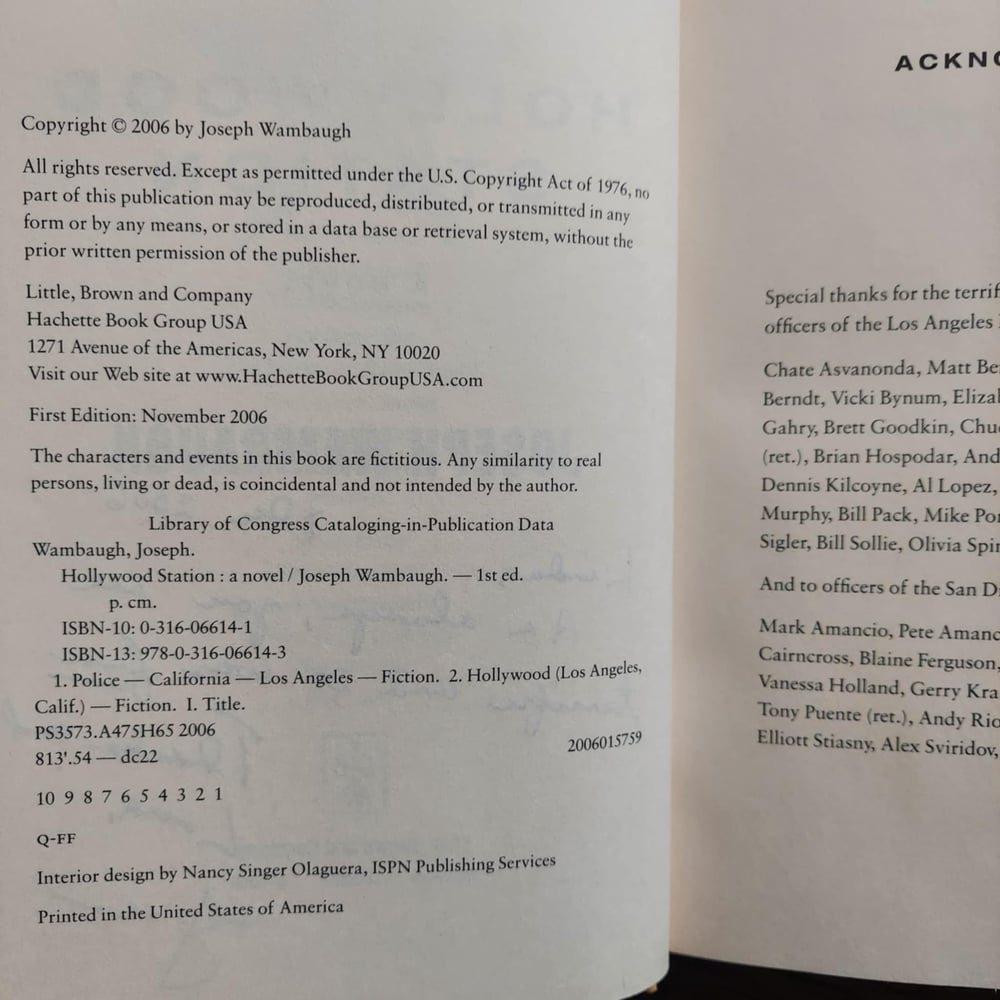 Copyright © 2006 by Joseph Wambaugh
All rights reserved. Except as permitted under the U.S. Copyright Act of 1976, no
part of this publication may be reproduced, distributed, or transmitted in any
form or by any means, or stored in a data base or retrieval system, without the
prior written permission of the publisher.
Little, Brown and Company
Hachette Book Group USA
1271 Avenue of the Americas, New York, NY 10020
Visit our Web site at www.HachetteBookGroupUSA.com
First Edition: November 2006
The characters and events in this book are fictitious. Any similarity to real
persons, living or dead, is coincidental and not intended by the author.
Library of Congress Cataloging-in-Publication Data
Wambaugh, Joseph.
Hollywood Station : a novel / Joseph Wambaugh. — 1st ed.
p. cm.
ISBN-10: 0-316-06614-1
ISBN-13: 978-0-316-06614-3
1. Police — California — Los Angeles — Fiction. 2. Hollywood (Los Angeles,
Calif.) — Fiction. I. Title.
PS3573.A475H65 2006
813'.54 — dc22
2006015759
10 9 8 7 6 5 4 3 2 1
Q-FF
Interior design by Nancy Singer Olaguera, ISPN Publishing Services
Printed in the United States of America
ACKN
Special thanks for the terrif
officers of the Los Angeles
Chate Asvanonda, Matt Be
Berndt, Vicki Bynum, Eliza
Gahry, Brett Goodkin, Chu
(ret.), Brian Hospodar, And
Dennis Kilcoyne, Al Lopez,
Murphy, Bill Pack, Mike Po
Sigler, Bill Sollie, Olivia Spi
And to officers of the San D
Mark Amancio, Pete Amanc
Cairncross, Blaine Ferguson,
Vanessa Holland, Gerry Kra
Tony Puente (ret.), Andy Rio
Elliott Stiasny, Alex Sviridov,